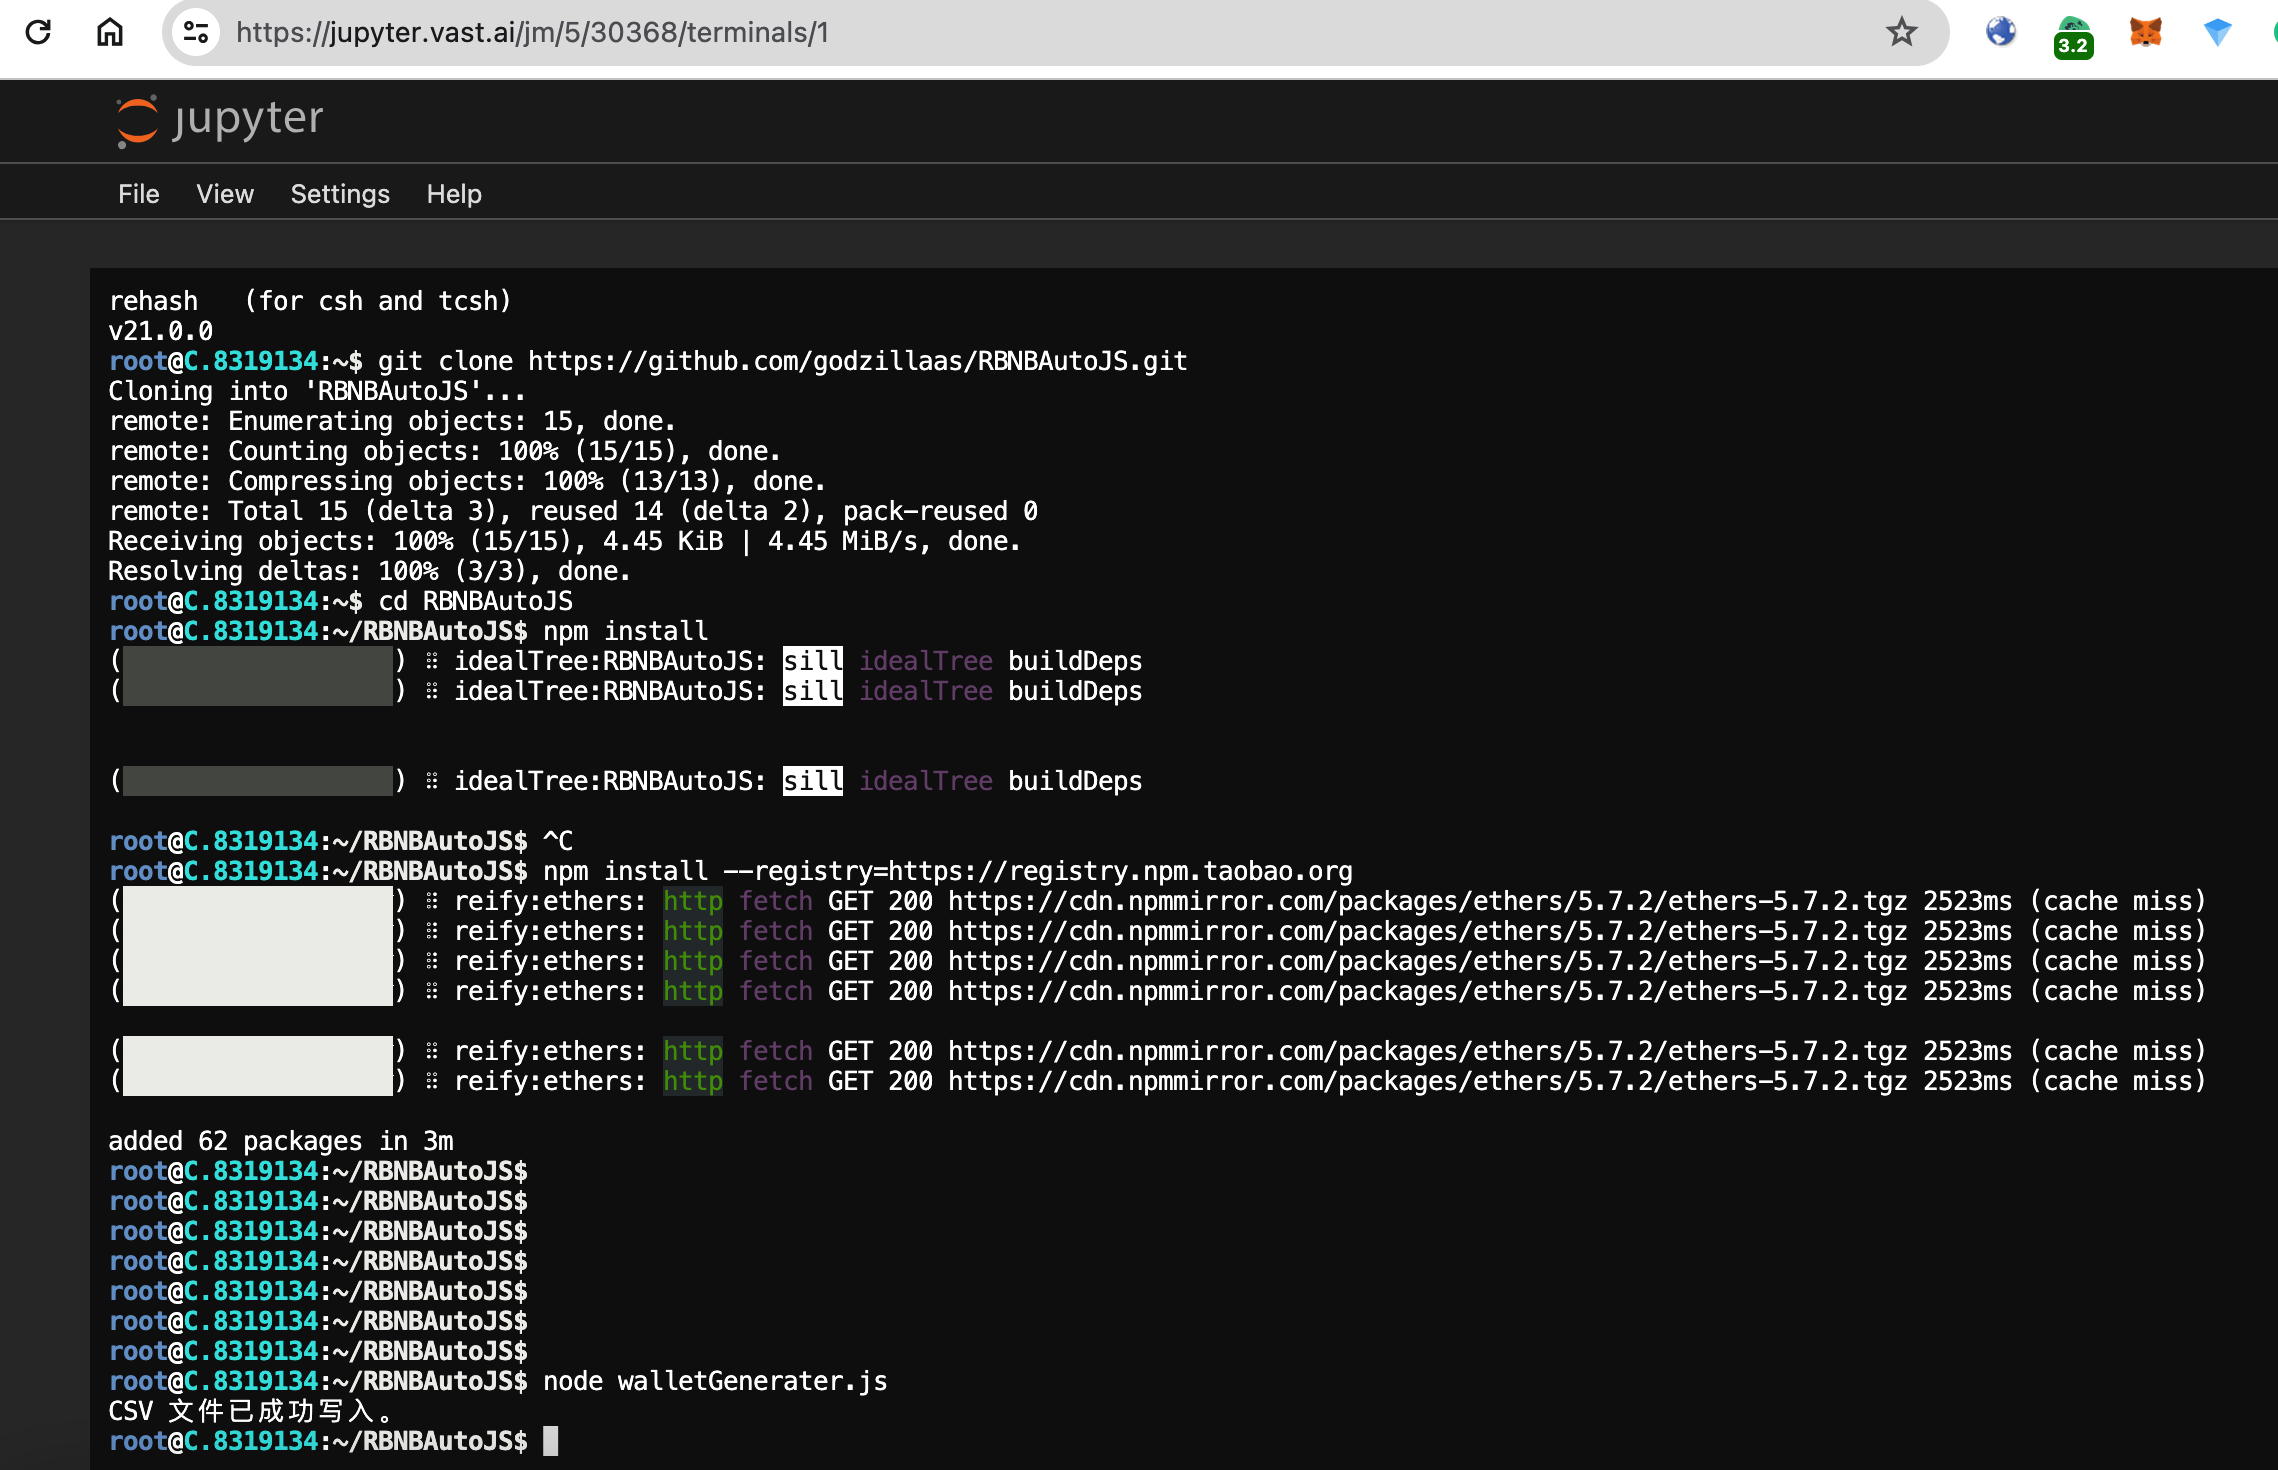 https://jupyter.vast.ai/jm/5/30368/terminals/1
3.2
jupyter
File View Settings Help
rehash (for csh and tcsh)
v21.0.0
root@C.8319134:~$ git clone https://github.com/godzillaas/RBNBAutoJS.git
Cloning into 'RBNBAutoJS'...
remote: Enumerating objects: 15, done.
remote: Counting objects: 100% (15/15), done.
remote: Compressing objects: 100% (13/13), done.
remote: Total 15 (delta 3), reused 14 (delta 2), pack-reused 0
Receiving objects: 100% (15/15), 4.45 KiB | 4.45 MiB/s, done.
Resolving deltas: 100% (3/3), done.
root@C.8319134:~$ cd RBNBAutoJS
root@C.8319134:~/RBNBAutoJS$ npm install
( ) ⠿ idealTree:RBNBAutoJS: sill idealTree buildDeps
( ) ⠿ idealTree:RBNBAutoJS: sill idealTree buildDeps
( ) ⠿ idealTree:RBNBAutoJS: sill idealTree buildDeps
root@C.8319134:~/RBNBAutoJS$ ^C
root@C.8319134:~/RBNBAutoJS$ npm install --registry=https://registry.npm.taobao.org
( ) ⠿ reify:ethers: http fetch GET 200 https://cdn.npmmirror.com/packages/ethers/5.7.2/ethers-5.7.2.tgz 2523ms (cache miss)
( ) ⠿ reify:ethers: http fetch GET 200 https://cdn.npmmirror.com/packages/ethers/5.7.2/ethers-5.7.2.tgz 2523ms (cache miss)
( ) ⠿ reify:ethers: http fetch GET 200 https://cdn.npmmirror.com/packages/ethers/5.7.2/ethers-5.7.2.tgz 2523ms (cache miss)
( ) ⠿ reify:ethers: http fetch GET 200 https://cdn.npmmirror.com/packages/ethers/5.7.2/ethers-5.7.2.tgz 2523ms (cache miss)
( ) ⠿ reify:ethers: http fetch GET 200 https://cdn.npmmirror.com/packages/ethers/5.7.2/ethers-5.7.2.tgz 2523ms (cache miss)
( ) ⠿ reify:ethers: http fetch GET 200 https://cdn.npmmirror.com/packages/ethers/5.7.2/ethers-5.7.2.tgz 2523ms (cache miss)
added 62 packages in 3m
root@C.8319134:~/RBNBAutoJS$
root@C.8319134:~/RBNBAutoJS$
root@C.8319134:~/RBNBAutoJS$
root@C.8319134:~/RBNBAutoJS$
root@C.8319134:~/RBNBAutoJS$
root@C.8319134:~/RBNBAutoJS$
root@C.8319134:~/RBNBAutoJS$
root@C.8319134:~/RBNBAutoJS$ node walletGenerater.js
CSV 文件已成功写入。
root@C.8319134:~/RBNBAutoJS$